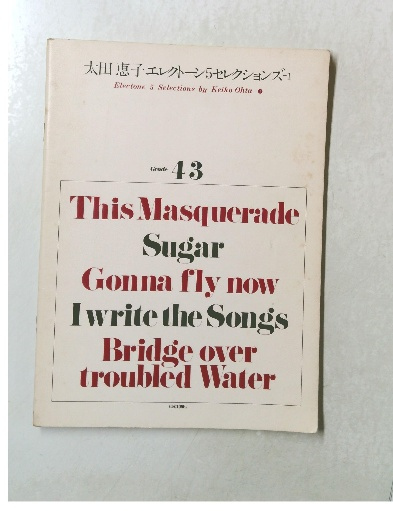 太田恵子・エレクトーン5セレクションズ-1
Electone 5 Selections by Keiko Ohta
Grade 4·3
This Masquerade
Sugar
Gonna fly now
I write the Songs
Bridge over
troubled Water